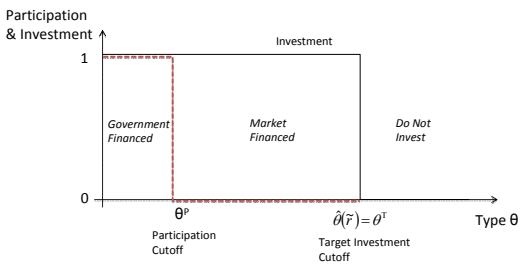 Participation
& Investment
Investment
1
Government
Financed
Market
Financed
Do Not
Invest
0
θᴾ
θ̂(r̃) = θᵀ
Type θ
Participation
Cutoff
Target Investment
Cutoff